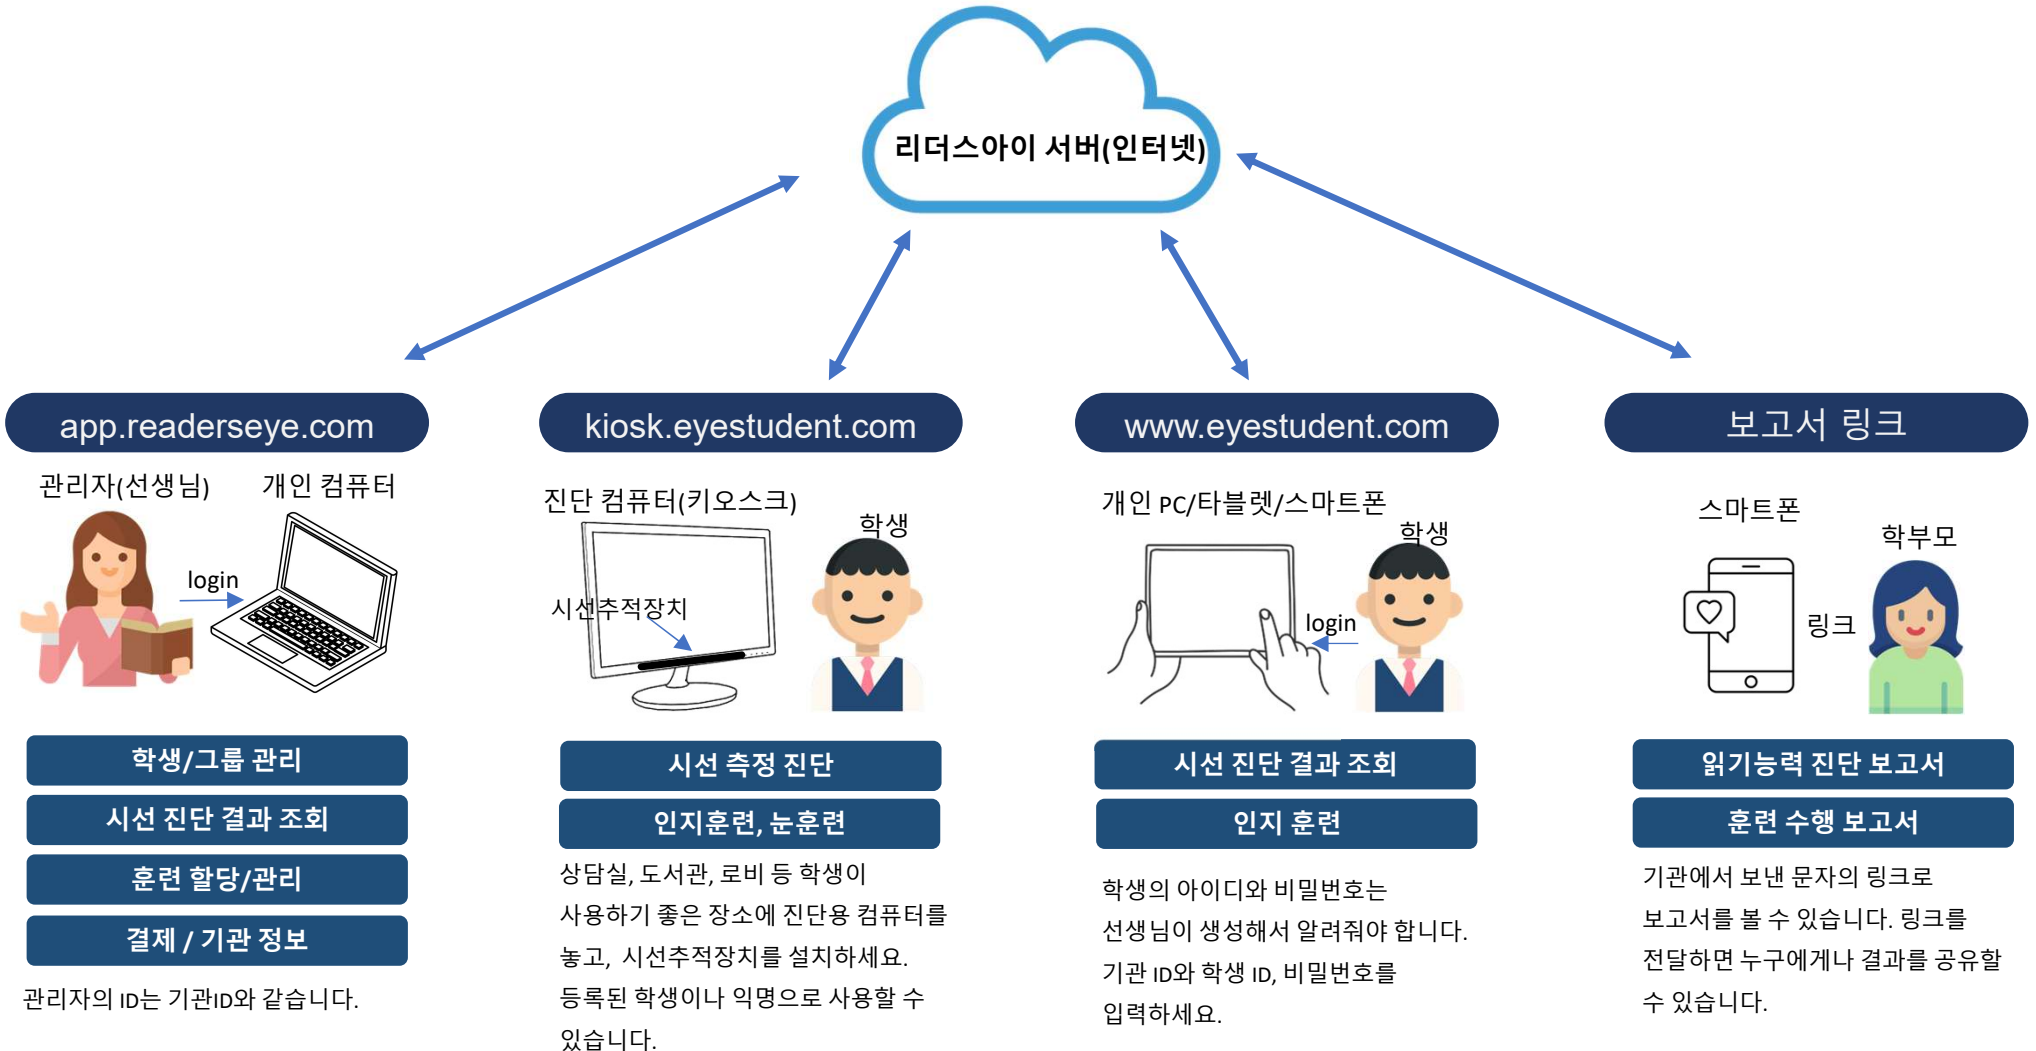 리더스아이 서버(인터넷)
app.readerseye.com
관리자(선생님)
개인 컴퓨터
login
학생/그룹 관리
시선 진단 결과 조회
훈련 할당/관리
결제 / 기관 정보
관리자의 ID는 기관ID와 같습니다.
kiosk.eyestudent.com
진단 컴퓨터(키오스크)
학생
시선추적장치
시선 측정 진단
인지훈련, 눈훈련
상담실, 도서관, 로비 등 학생이
사용하기 좋은 장소에 진단용 컴퓨터를
놓고, 시선추적장치를 설치하세요.
등록된 학생이나 익명으로 사용할 수
있습니다.
www.eyestudent.com
개인 PC/타블렛/스마트폰
학생
login
시선 진단 결과 조회
인지 훈련
학생의 아이디와 비밀번호는
선생님이 생성해서 알려줘야 합니다.
기관 ID와 학생 ID, 비밀번호를
입력하세요.
보고서 링크
스마트폰
학부모
링크
읽기능력 진단 보고서
훈련 수행 보고서
기관에서 보낸 문자의 링크로
보고서를 볼 수 있습니다. 링크를
전달하면 누구에게나 결과를 공유할
수 있습니다.